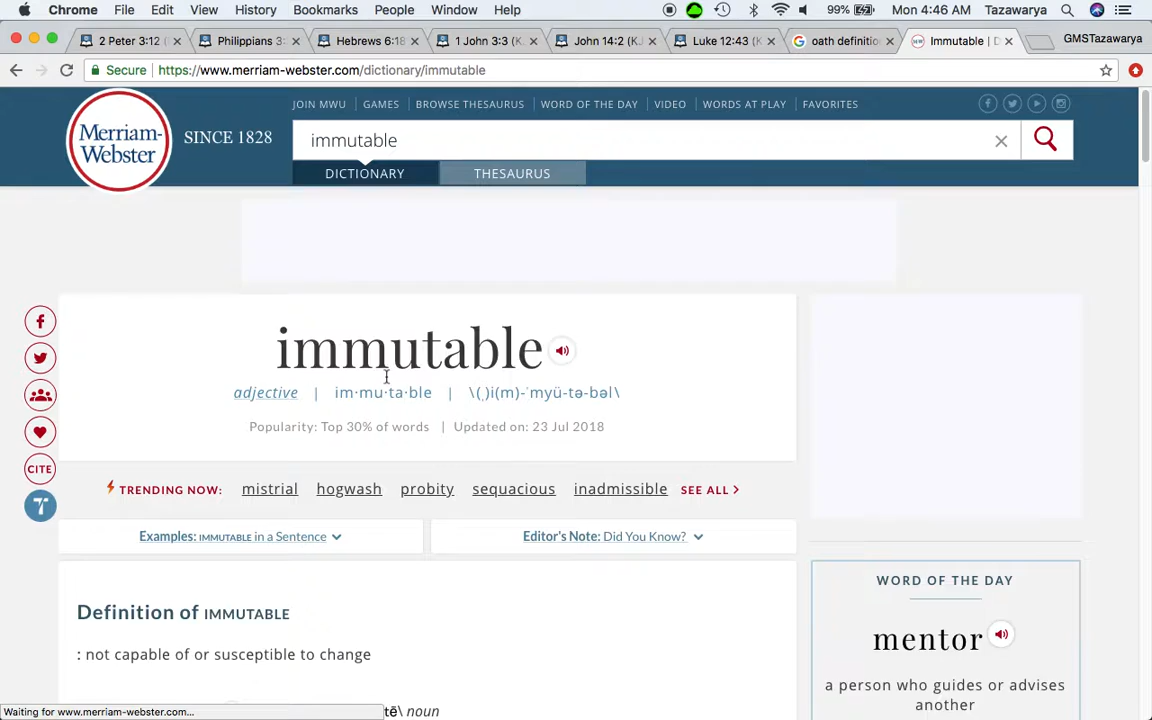 Chrome File Edit View History Bookmarks People Window Help 99% Mon 4:46 AM Tazawarya
2 Peter 3:12 ( Philippians 3: Hebrews 6:18 1 John 3:3 (K John 14:2 (KJ Luke 12:43 (K oath definitio Immutable | D GMSTazawarya
Secure https://www.merriam-webster.com/dictionary/immutable
JOIN MWU GAMES BROWSE THESAURUS WORD OF THE DAY VIDEO WORDS AT PLAY FAVORITES
Merriam-
Webster
SINCE 1828
immutable
DICTIONARY THESAURUS
immutable
adjective | im·mu·ta·ble | \(ˌ)i(m)-ˈmyü-tə-bəl\
Popularity: Top 30% of words | Updated on: 23 Jul 2018
CITE
TRENDING NOW: mistrial hogwash probity sequacious inadmissible SEE ALL
Examples: IMMUTABLE in a Sentence Editor's Note: Did You Know?
Definition of IMMUTABLE
: not capable of or susceptible to change
noun
WORD OF THE DAY
mentor
a person who guides or advises
another
Waiting for www.merriam-webster.com...